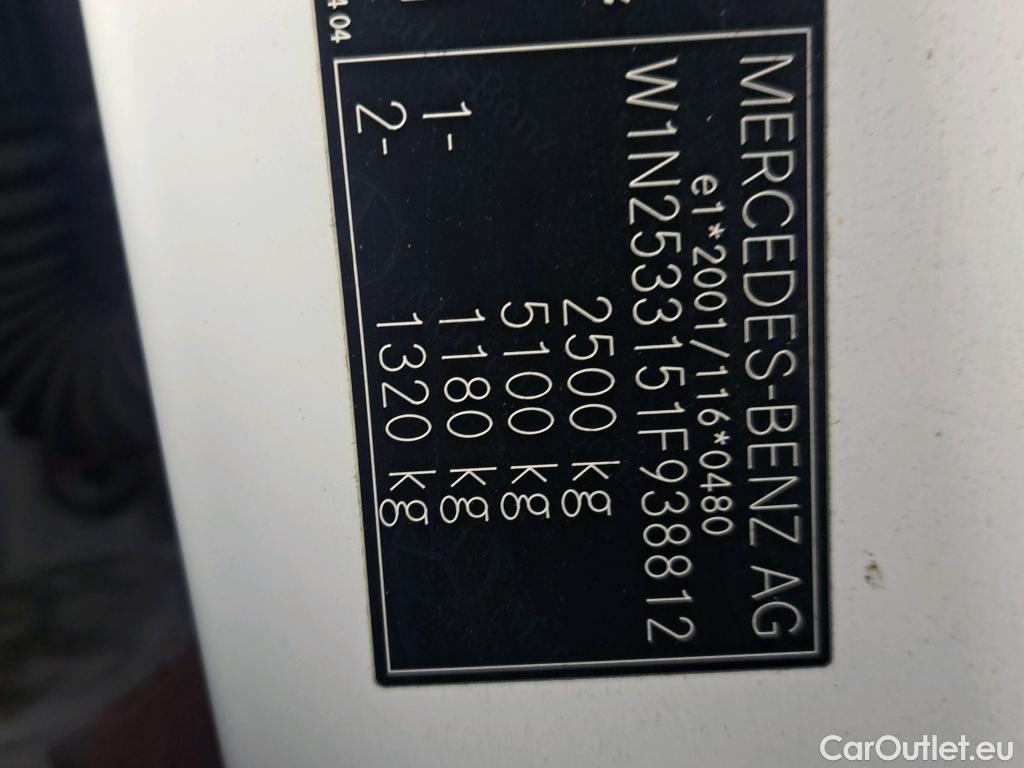 MERCEDES-BENZ AG
e1*2001/116*0480
W1N2533151F938812
2500 kg
5100 kg
1- 1180 kg
2- 1320 kg
CarOutlet.eu